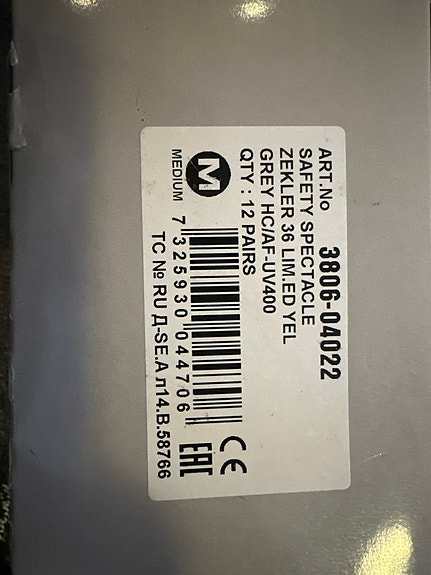 ART.No 3806-04022
SAFETY SPECTACLE
ZEKLER 36 LIM.ED YEL
GREY HC/AF-UV400
QTY : 12 PAIRS
M
MEDIUM
7 325930 044706
CE
EAC
TC № RU Д-SE.А л14.В.58766